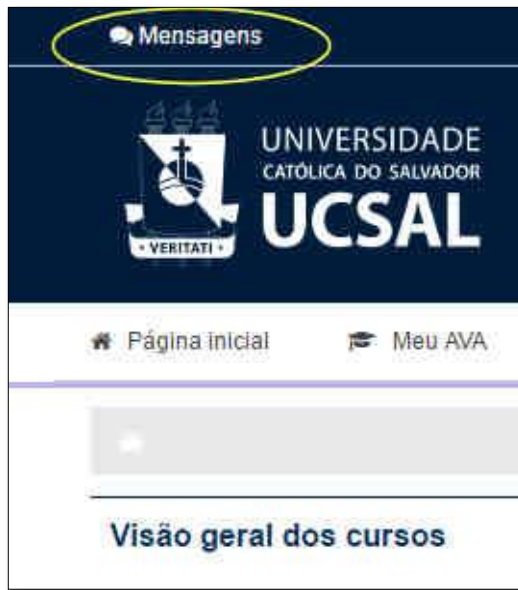 Mensagens
UNIVERSIDADE
CATÓLICA DO SALVADOR
UCSAL
• VERITATI •
Página inicial Meu AVA
Visão geral dos cursos